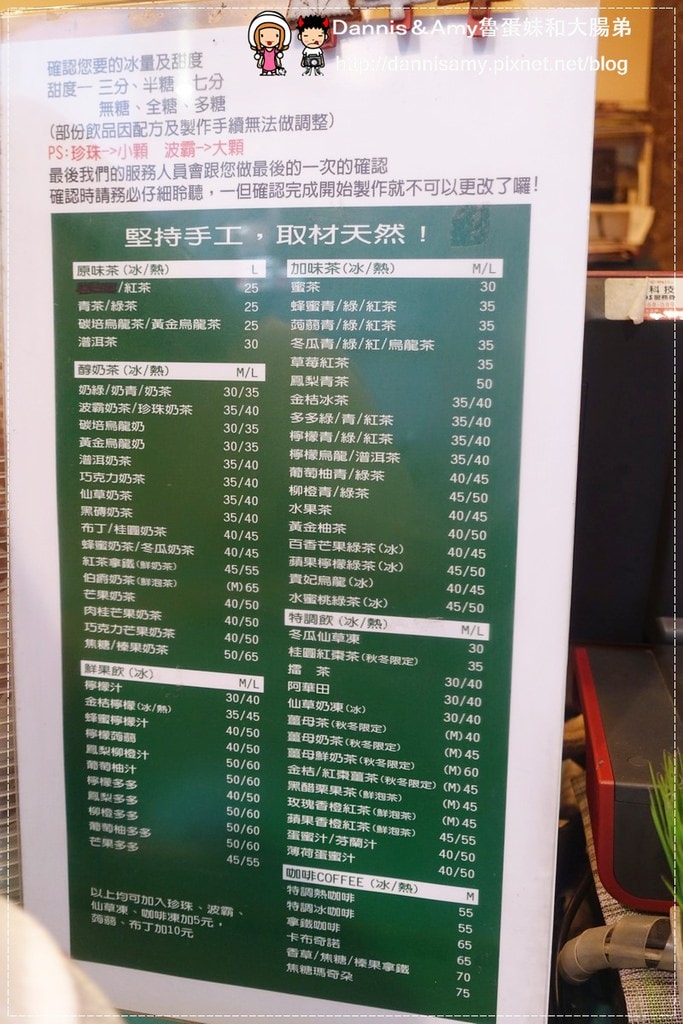 Dannis & Amy魯蛋妹和大腸弟
http://dannisamy.pixnet.net/blog
確認您要的冰量及甜度
甜度一 三分、半糖、七分
無糖、全糖、多糖
(部份飲品因配方及製作手續無法做調整)
PS:珍珠->小顆 波霸->大顆
最後我們的服務人員會跟您做最後的一次的確認
確認時請務必仔細聆聽，一但確認完成開始製作就不可以更改了囉!
堅持手工，取材天然！
原味茶(冰/熱) L
/紅茶 25
青茶/綠茶 25
碳培烏龍茶/黃金烏龍茶 25
潽洱茶 30
醇奶茶(冰/熱) M/L
奶綠/奶青/奶茶 30/35
波霸奶茶/珍珠奶茶 35/40
碳培烏龍奶 30/35
黃金烏龍奶 30/35
潽洱奶茶 35/40
巧克力奶茶 35/40
仙草奶茶 35/40
黑磚奶茶 35/40
布丁/桂圓奶茶 40/45
蜂蜜奶茶/冬瓜奶茶 40/45
紅茶拿鐵(鮮奶茶) 45/55
伯爵奶茶(鮮泡茶) (M)65
芒果奶茶 40/50
肉桂芒果奶茶 40/50
巧克力芒果奶茶 40/50
焦糖/榛果奶茶 50/65
鮮果飲(冰) M/L
檸檬汁 30/40
金桔檸檬(冰/熱) 35/45
蜂蜜檸檬汁 40/50
檸檬蒟蒻 40/50
鳳梨柳橙汁 50/60
葡萄柚汁 50/60
檸檬多多 40/50
鳳梨多多 50/60
柳橙多多 50/60
葡萄柚多多 50/60
芒果多多 45/55
以上均可加入珍珠、波霸、
仙草凍、咖啡凍加5元，
蒟蒻、布丁加10元
加味茶(冰/熱) M/L
蜜茶 30
蜂蜜青/綠/紅茶 35
蒟蒻青/綠/紅茶 35
冬瓜青/綠/紅/烏龍茶 35
草莓紅茶 35
鳳梨青茶 50
金桔冰茶 35/40
多多綠/青/紅茶 35/40
檸檬青/綠/紅茶 35/40
檸檬烏龍/潽洱茶 35/40
葡萄柚青/綠茶 40/45
柳橙青/綠茶 45/50
水果茶 40/45
黃金柚茶 40/50
百香芒果綠茶(冰) 40/45
蘋果檸檬綠茶(冰) 45/50
貴妃烏龍(冰) 40/45
水蜜桃綠茶(冰) 45/50
特調飲(冰/熱) M/L
冬瓜仙草凍 30
桂圓紅棗茶(秋冬限定) 35
擂 茶 30/40
阿華田 30/40
仙草奶凍(冰) 30/40
薑母茶(秋冬限定) (M)40
薑母奶茶(秋冬限定) (M)45
薑母鮮奶茶(秋冬限定) (M)60
金桔/紅棗薑茶(秋冬限定) (M)45
黑醋栗果茶(鮮泡茶) (M)45
玫瑰香橙紅茶(鮮泡茶) (M)45
蘋果香橙紅茶(鮮泡茶) 45/55
蛋蜜汁/芬蘭汁 40/50
薄荷蛋蜜汁 40/50
咖啡COFFEE(冰/熱) M
特調熱咖啡 55
特調冰咖啡 55
拿鐵咖啡 65
卡布奇諾 65
香草/焦糖/榛果拿鐵 70
焦糖瑪奇朵 75
科技